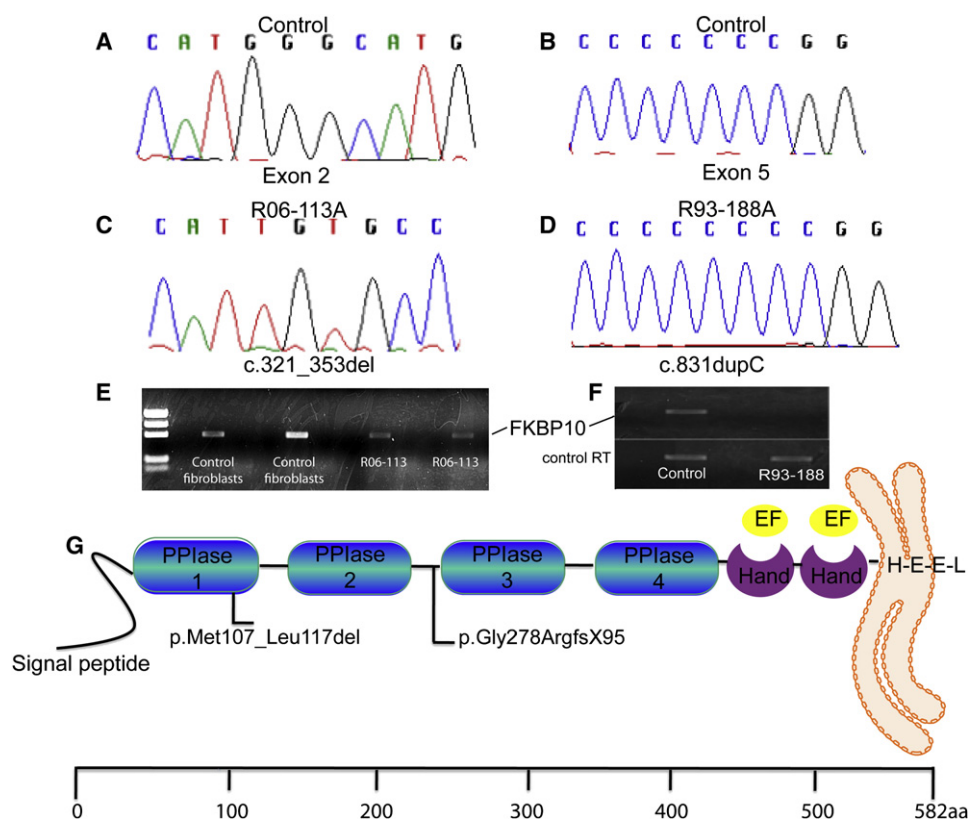 A
Control
C A T G G G C A T G
Exon 2
B
Control
C C C C C C C G G
Exon 5
C
R06-113A
C A T T G T G C C
c.321_353del
D
R93-188A
C C C C C C C C G G
c.831dupC
E
Control fibroblasts
Control fibroblasts
R06-113
R06-113
FKBP10
F
control RT
Control
R93-188
G
Signal peptide
PPIase 1
PPIase 2
PPIase 3
PPIase 4
EF
Hand
EF
Hand
H-E-E-L
p.Met107_Leu117del
p.Gly278ArgfsX95
0 100 200 300 400 500 582aa